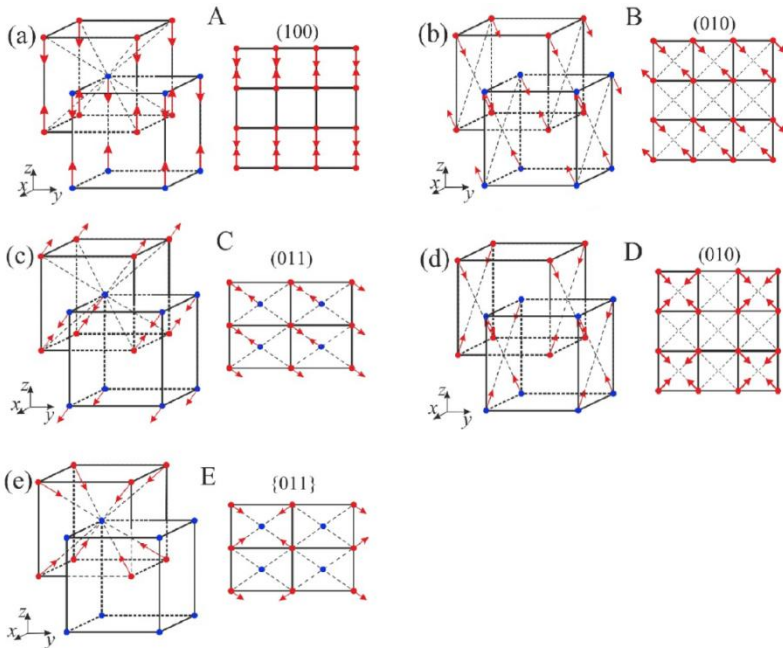 (a)
A
(100)
z
x
y
(b)
B
(010)
z
x
y
(c)
C
(011)
z
x
y
(d)
D
(010)
z
x
y
(e)
E
{011}
z
x
y